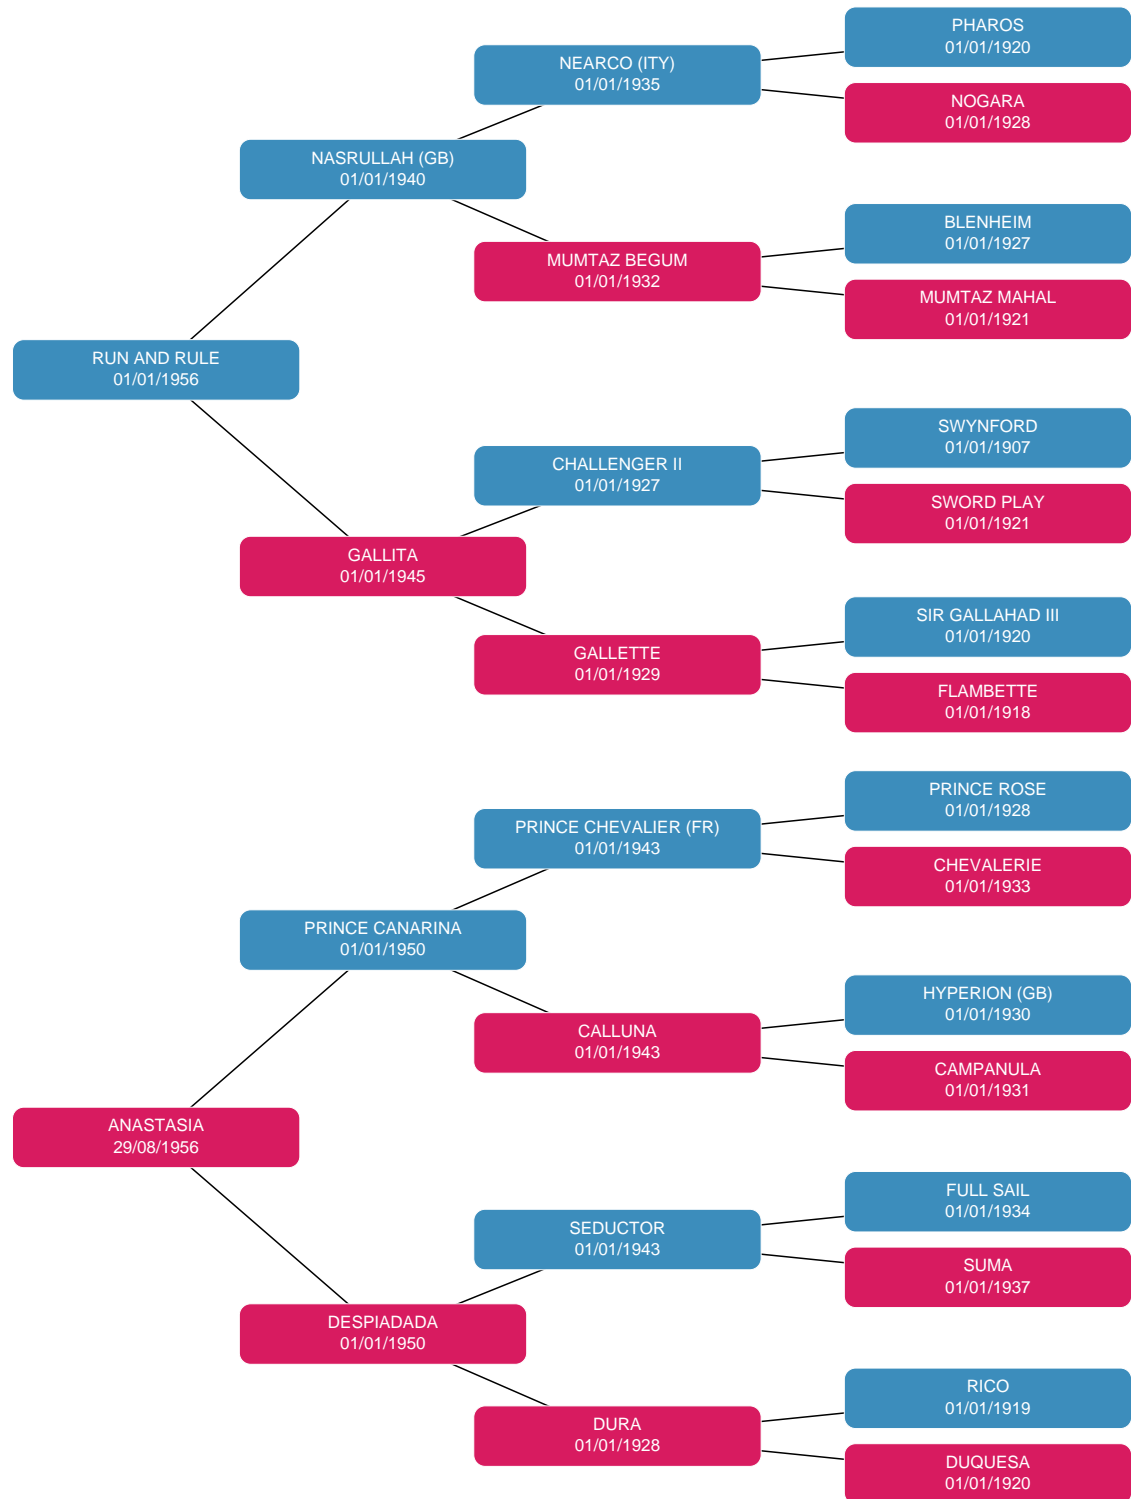 PHAROS
01/01/1920
NEARCO (ITY)
01/01/1935
NOGARA
01/01/1928
NASRULLAH (GB)
01/01/1940
BLENHEIM
01/01/1927
MUMTAZ BEGUM
01/01/1932
MUMTAZ MAHAL
01/01/1921
RUN AND RULE
01/01/1956
SWYNFORD
01/01/1907
CHALLENGER II
01/01/1927
SWORD PLAY
01/01/1921
GALLITA
01/01/1945
SIR GALLAHAD III
01/01/1920
GALLETTE
01/01/1929
FLAMBETTE
01/01/1918
PRINCE ROSE
01/01/1928
PRINCE CHEVALIER (FR)
01/01/1943
CHEVALERIE
01/01/1933
PRINCE CANARINA
01/01/1950
HYPERION (GB)
01/01/1930
CALLUNA
01/01/1943
CAMPANULA
01/01/1931
ANASTASIA
29/08/1956
FULL SAIL
01/01/1934
SEDUCTOR
01/01/1943
SUMA
01/01/1937
DESPIADADA
01/01/1950
RICO
01/01/1919
DURA
01/01/1928
DUQUESA
01/01/1920